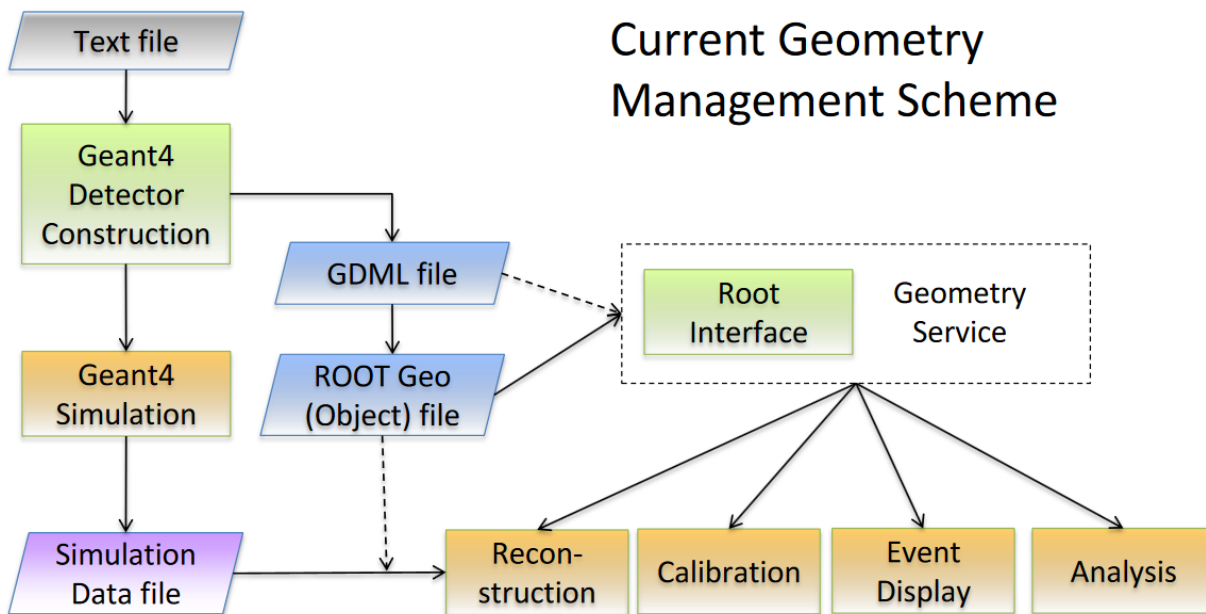 Current Geometry
Management Scheme
Text file
Geant4
Detector
Construction
GDML file
Root
Interface
Geometry
Service
Geant4
Simulation
ROOT Geo
(Object) file
Simulation
Data file
Recon-
struction
Calibration
Event
Display
Analysis